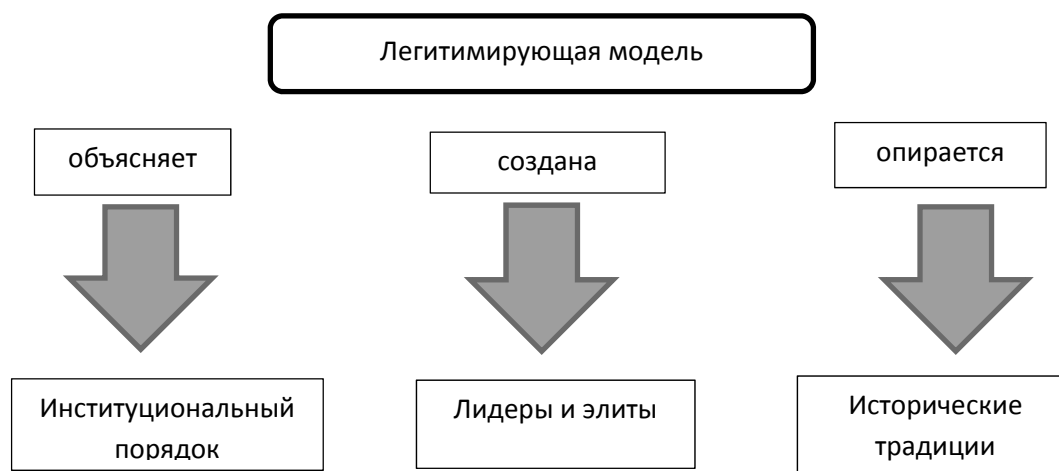 Легитимирующая модель
объясняет
создана
опирается
Институциональный
порядок
Лидеры и элиты
Исторические
традиции